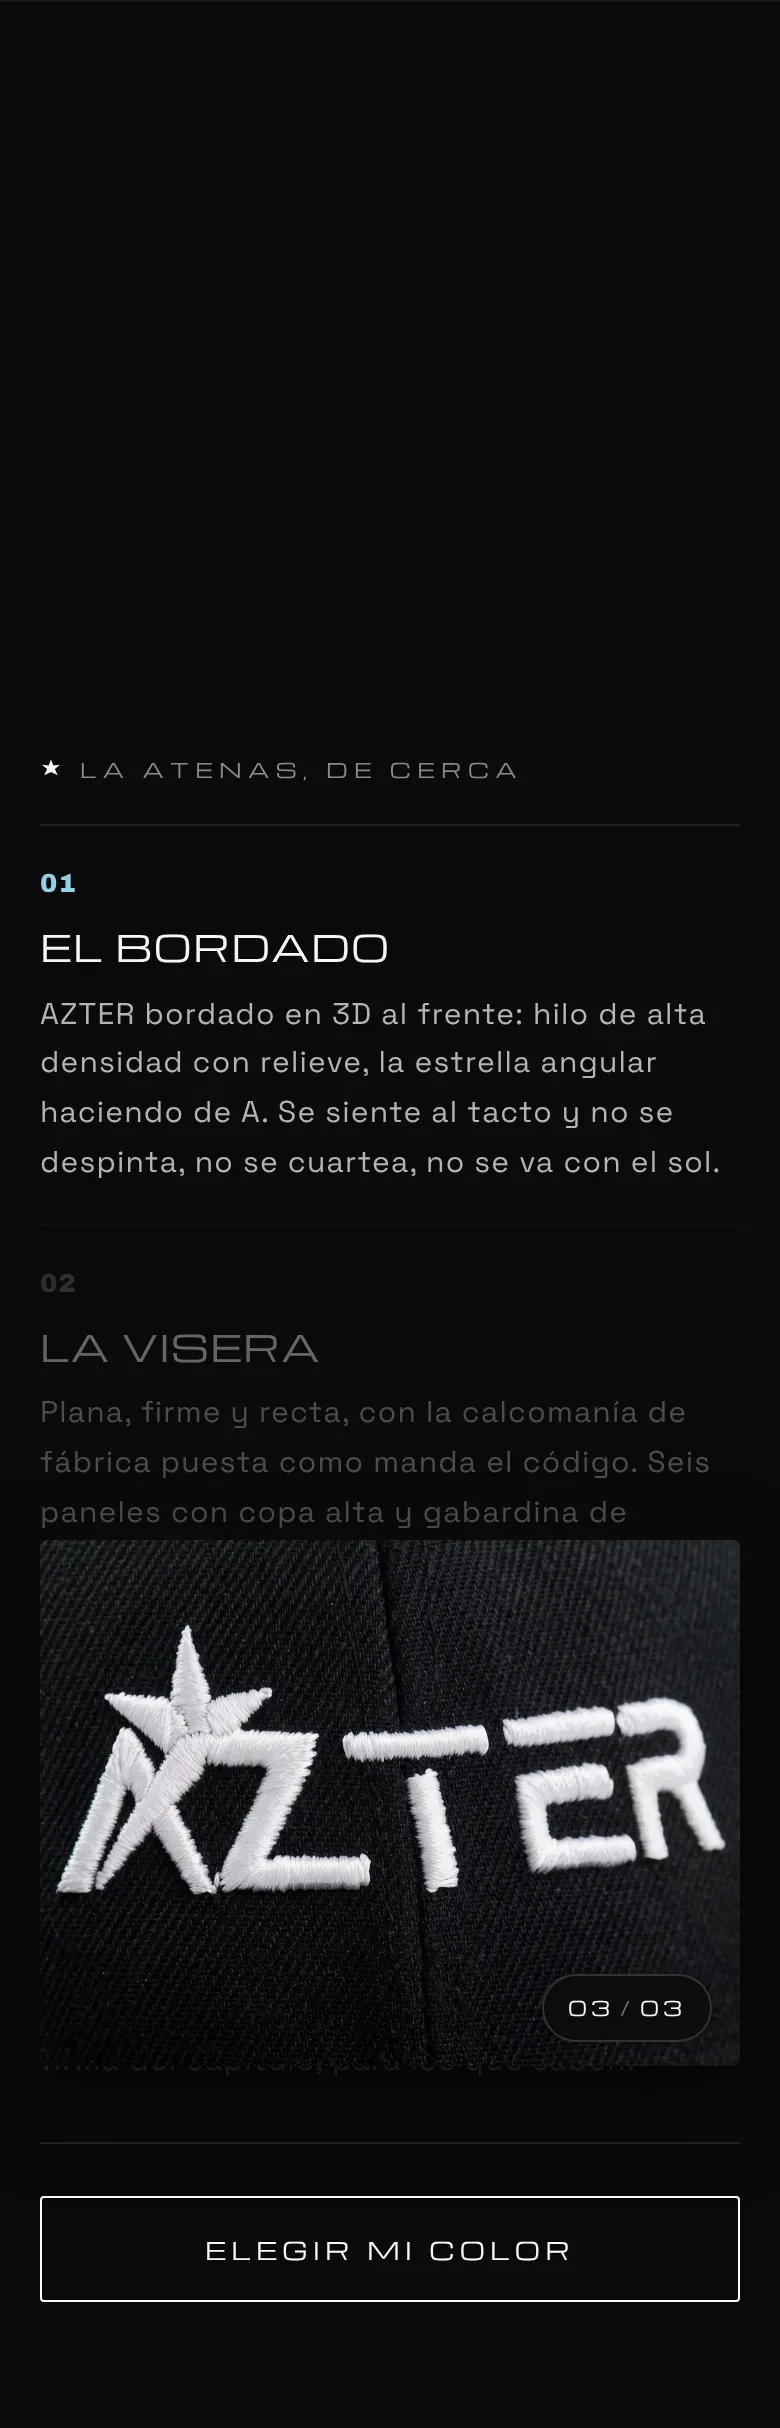 ★ LA ATENAS, DE CERCA
01
EL BORDADO
AZTER bordado en 3D al frente: hilo de alta
densidad con relieve, la estrella angular
haciendo de A. Se siente al tacto y no se
despinta, no se cuartea, no se va con el sol.
02
LA VISERA
Plana, firme y recta, con la calcomanía de
fábrica puesta como manda el código. Seis
paneles con copa alta y gabardina de
AZTER
03 / 03
ELEGIR MI COLOR